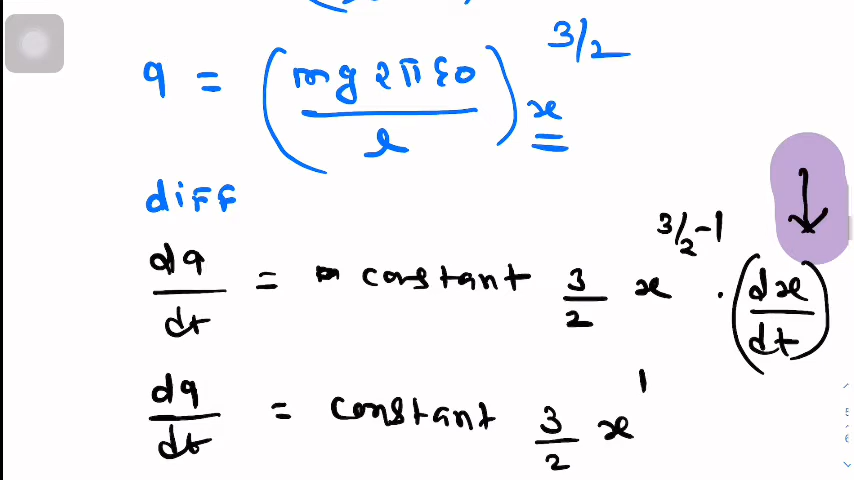 q = (mg 2πε0 / l) x^3/2
diff
dq/dt = constant 3/2 x^3/2-1 . (dx/dt)
dq/dt = constant 3/2 x^1